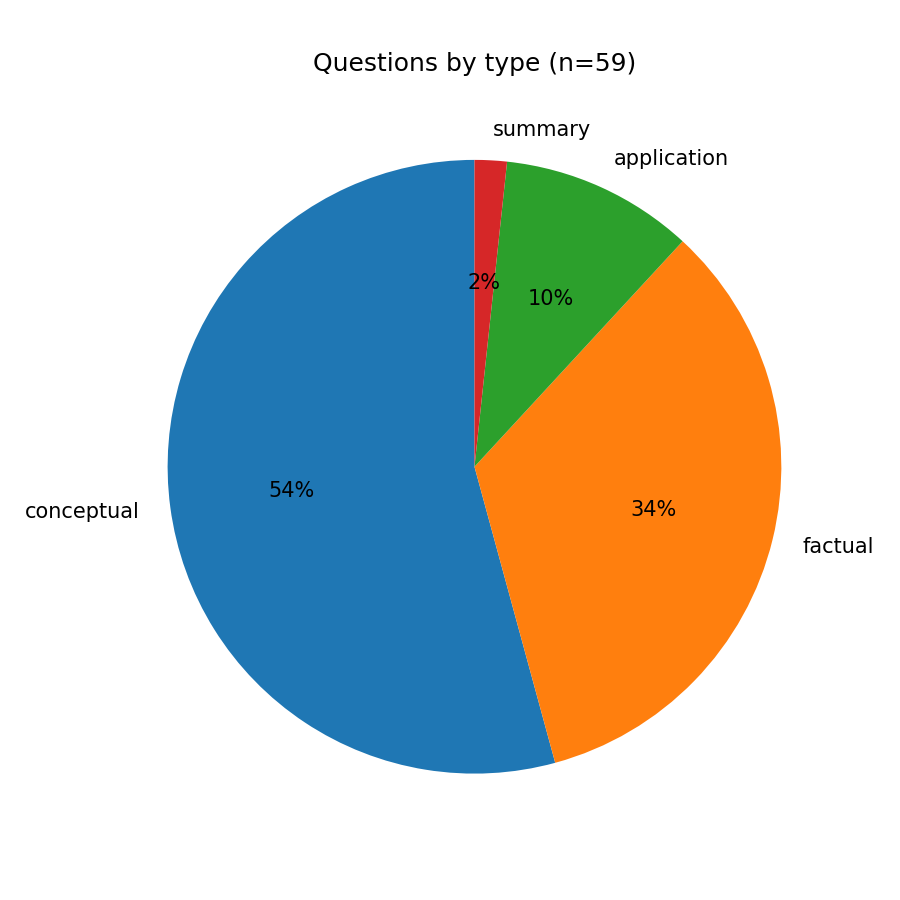 Questions by type (n=59)
summary
application
2%
10%
54%
34%
conceptual
factual